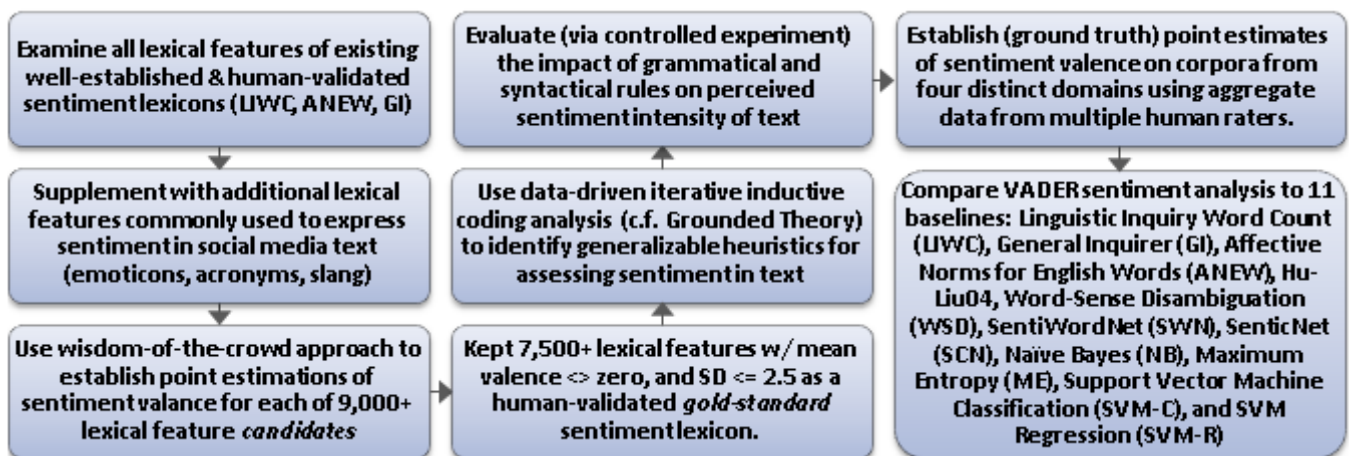 Examine all lexical features of existing
well-established & human-validated
sentiment lexicons (LIWC, ANEW, GI)
Supplement with additional lexical
features commonly used to express
sentiment in social media text
(emoticons, acronyms, slang)
Use wisdom-of-the-crowd approach to
establish point estimations of
sentiment valance for each of 9,000+
lexical feature candidates
Kept 7,500+ lexical features w/ mean
valence <> zero, and SD <= 2.5 as a
human-validated gold-standard
sentiment lexicon.
Use data-driven iterative inductive
coding analysis (c.f. Grounded Theory)
to identify generalizable heuristics for
assessing sentiment in text
Evaluate (via controlled experiment)
the impact of grammatical and
syntactical rules on perceived
sentiment intensity of text
Establish (ground truth) point estimates
of sentiment valence on corpora from
four distinct domains using aggregate
data from multiple human raters.
Compare VADER sentiment analysis to 11
baselines: Linguistic Inquiry Word Count
(LIWC), General Inquirer (GI), Affective
Norms for English Words (ANEW), Hu-
Liu04, Word-Sense Disambiguation
(WSD), SentiWordNet (SWN), SenticNet
(SCN), Naïve Bayes (NB), Maximum
Entropy (ME), Support Vector Machine
Classification (SVM-C), and SVM
Regression (SVM-R)